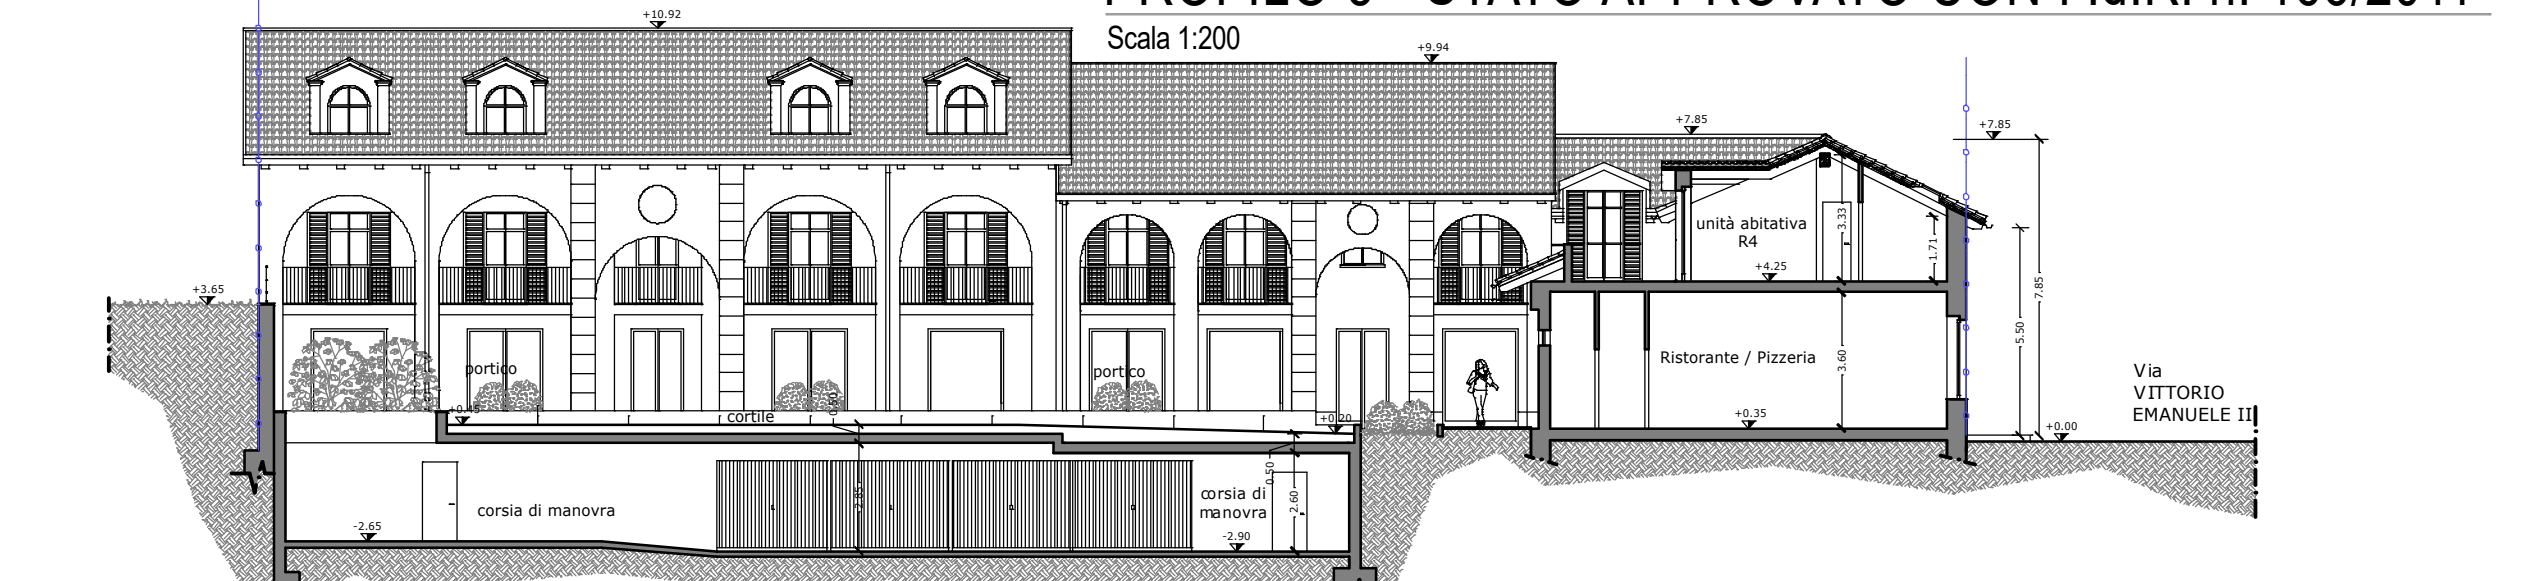 Scala 1:200
+10.92
+9.94
+7.85
+7.85
+3.65
unità abitativa
R4
3.33
1.71
+4.25
7.85
5.50
portico
portico
Ristorante / Pizzeria
3.60
Via
VITTORIO
EMANUELE II
+0.45
cortile
0.60
+0.20
+0.35
+0.00
corsia di manovra
2.85
0.50
corsia di
manovra
2.60
-2.65
-2.90